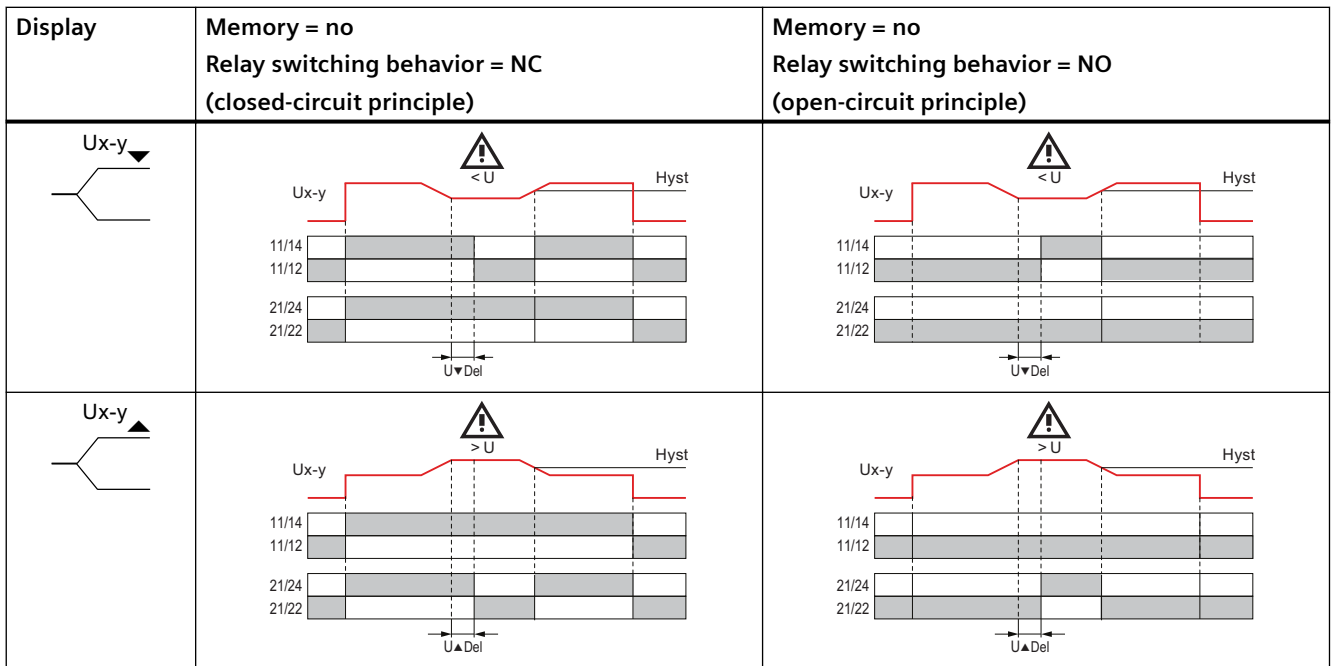 Display
Memory = no
Relay switching behavior = NC
(closed-circuit principle)
Memory = no
Relay switching behavior = NO
(open-circuit principle)
Ux-y
< U
Hyst
Ux-y
11/14
11/12
21/24
21/22
U▼Del
< U
Hyst
Ux-y
11/14
11/12
21/24
21/22
U▼Del
Ux-y
> U
Hyst
Ux-y
11/14
11/12
21/24
21/22
U▲Del
> U
Hyst
Ux-y
11/14
11/12
21/24
21/22
U▲Del